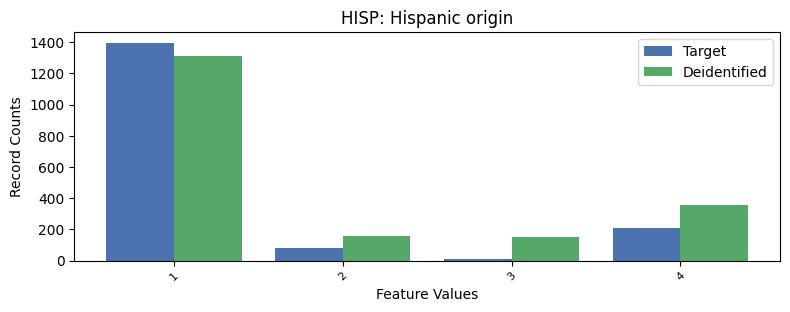 HISP: Hispanic origin
Target
Deidentified
Record Counts
1400
1200
1000
800
600
400
200
0
1
2
3
4
Feature Values